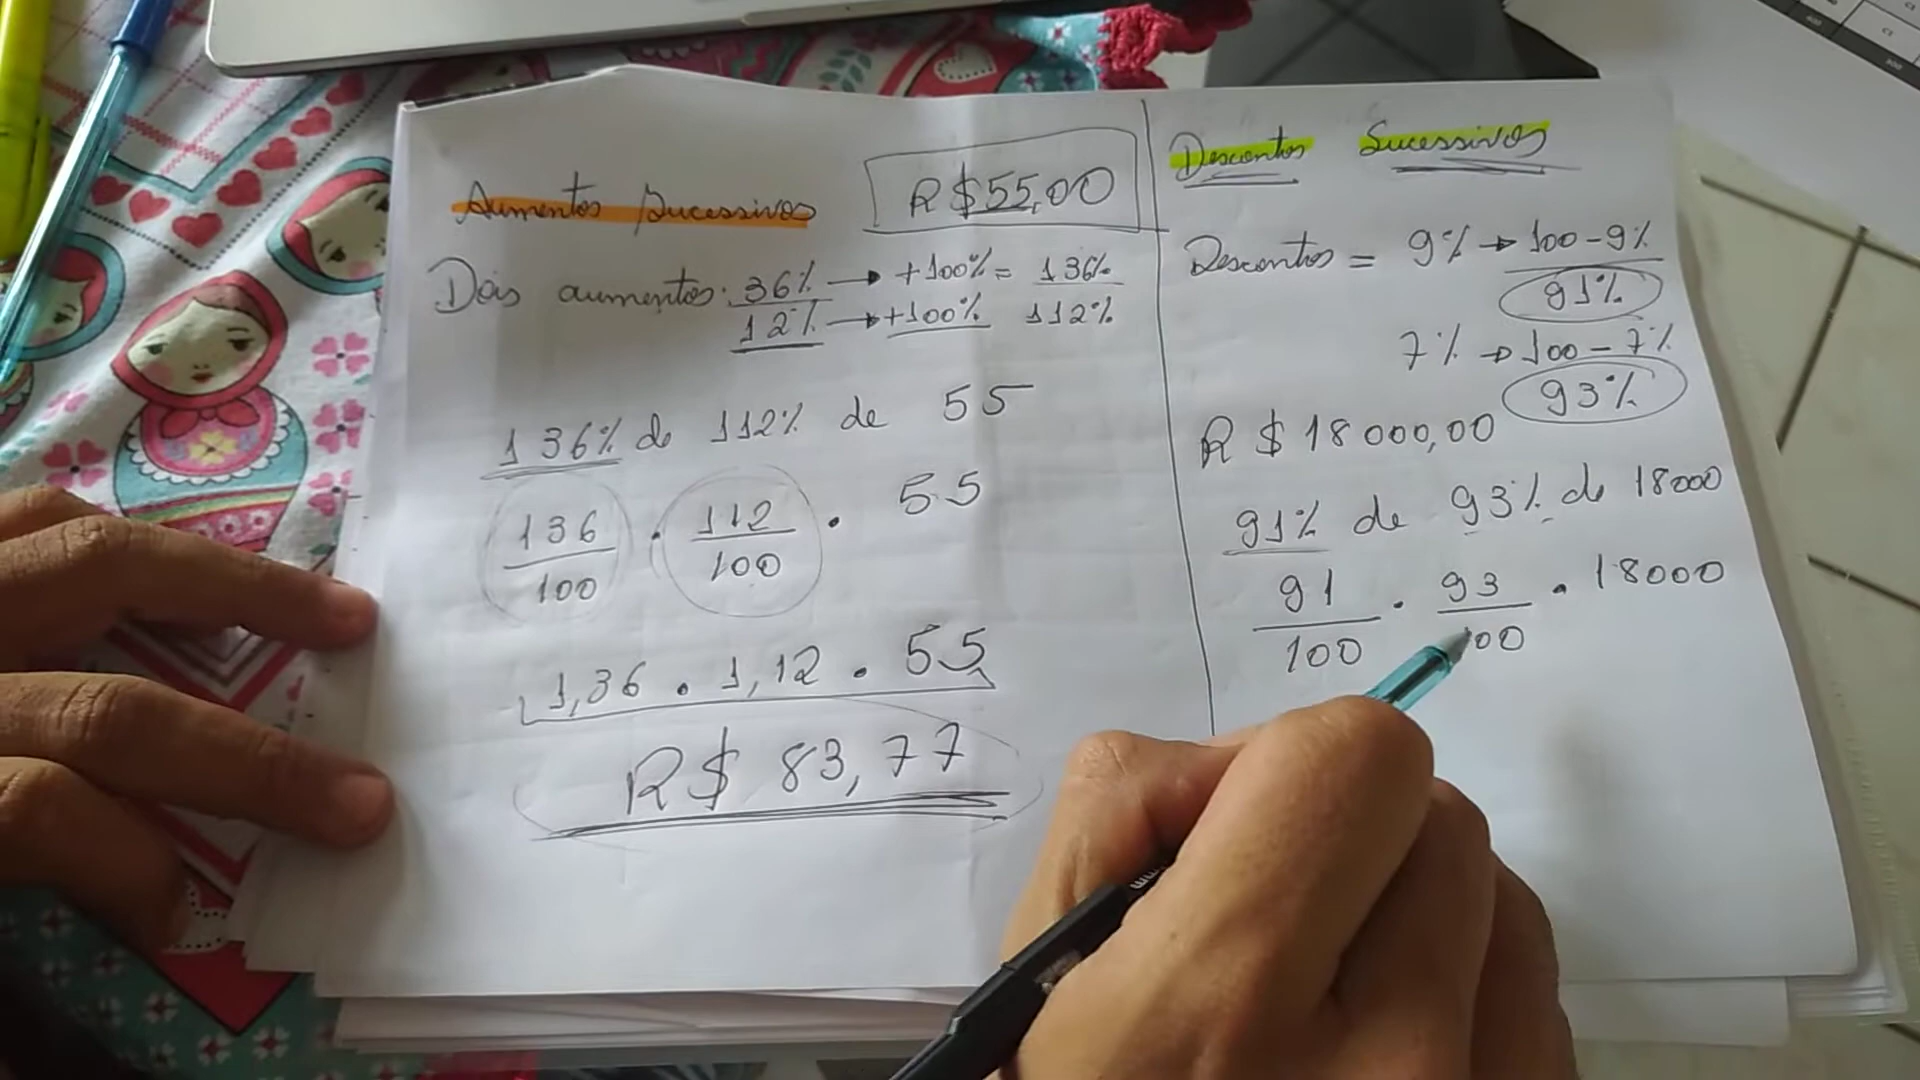 Aumentos Sucessivos R$55,00
Dois aumentos: 36% → +100% = 136%
12% → +100% 112%
136% de 112% de 55
136/100 . 112/100 . 55
1,36 . 1,12 . 55
R$ 83,77
Descontos Sucessivos
Descontos = 9% → 100-9%
91%
7% → 100-7%
93%
R$ 18000,00
91% de 93% de 18000
91/100 . 93/100 . 18000